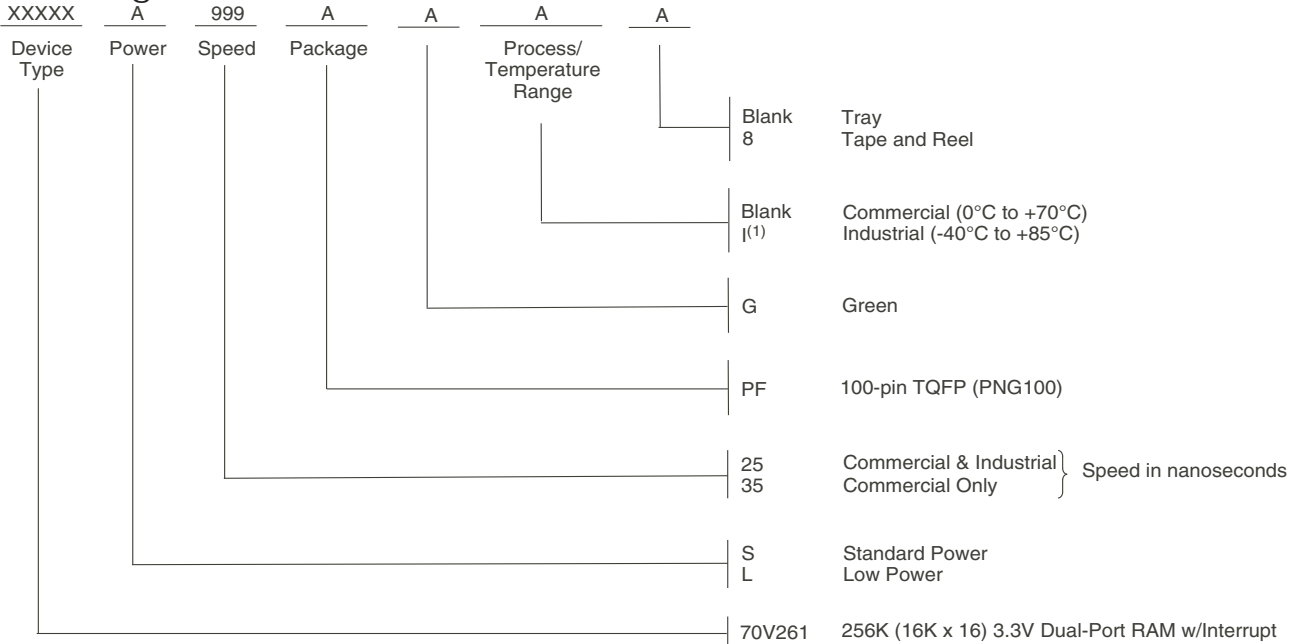 XXXXX A 999 A A A A
Device Type Power Speed Package Process/ Temperature Range
Blank Tray
8 Tape and Reel
Blank Commercial (0°C to +70°C)
I(1) Industrial (-40°C to +85°C)
G Green
PF 100-pin TQFP (PNG100)
25 Commercial & Industrial
35 Commercial Only
Speed in nanoseconds
S Standard Power
L Low Power
70V261 256K (16K x 16) 3.3V Dual-Port RAM w/Interrupt